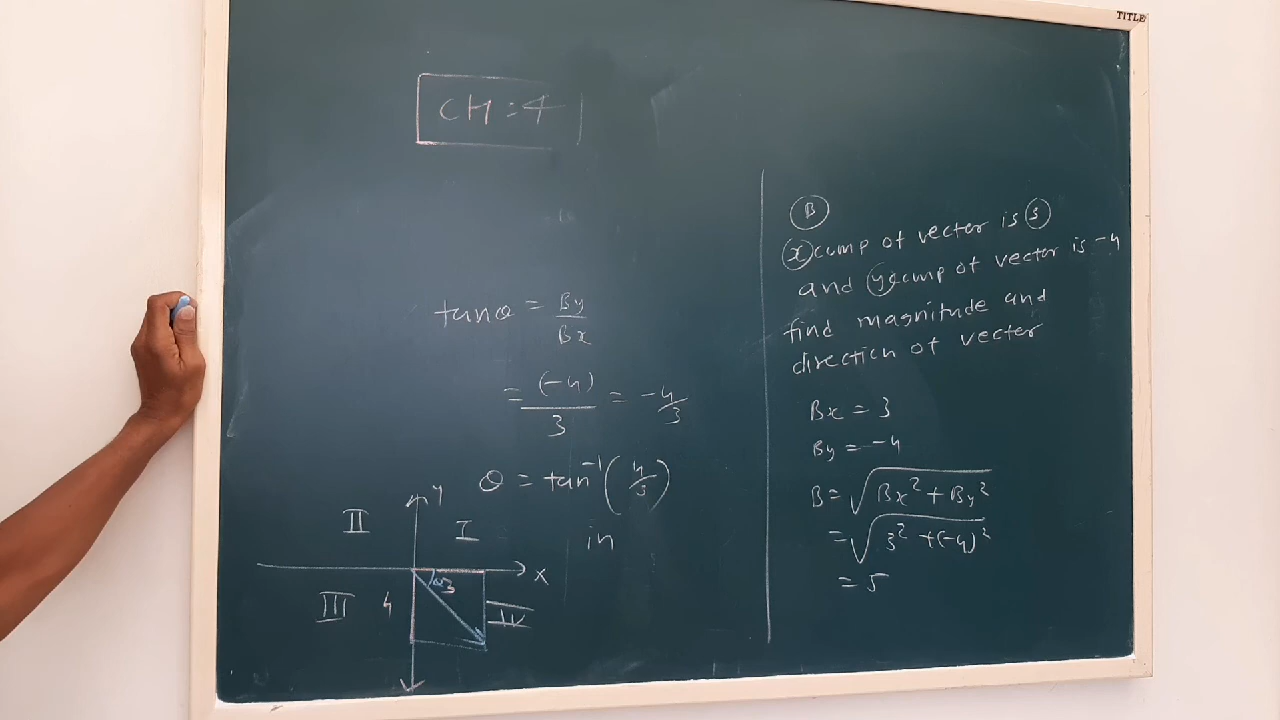 TITLE
CH = 4
tanθ = By/Bx
= (-4)/3 = -4/3
θ = tan⁻¹(4/3)
in
y
II
I
x
3
III
4
IV
B
x comp of vector is 3
and y comp of vector is -4
find magnitude and
direction of vector
Bx = 3
By = -4
B = √Bx² + By²
= √3² + (-4)²
= 5